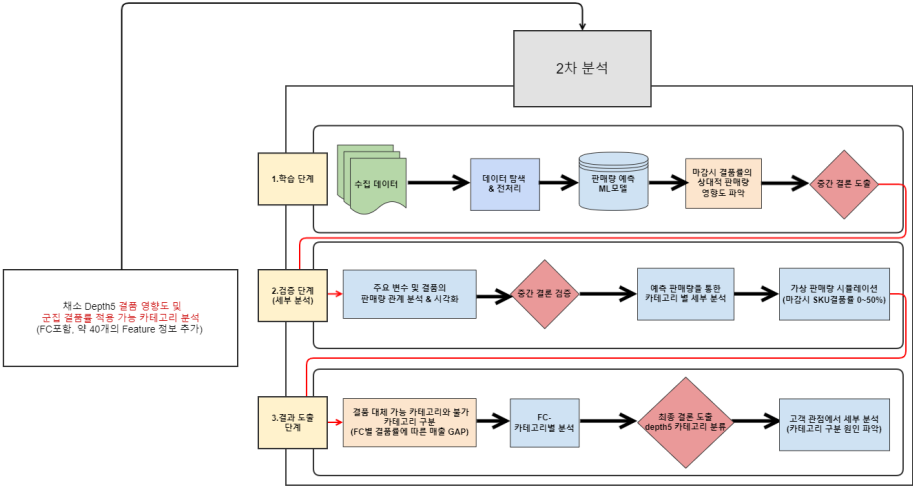 2차 분석
1.학습 단계
수집 데이터
데이터 탐색
& 전처리
판매량 예측
ML모델
마감시 결품률의
상대적 판매량
영향도 파악
중간 결론 도출
채소 Depth5 결품 영향도 및
군집 결품률 적용 가능 카테고리 분석
(FC포함, 약 40개의 Feature 정보 추가)
2.검증 단계
(세부 분석)
주요 변수 및 결품의
판매량 관계 분석 & 시각화
중간 결론 검증
예측 판매량을 통한
카테고리 별 세부 분석
가상 판매량 시뮬레이션
(마감시 SKU결품률 0~50%)
3.결과 도출
단계
결품 대체 가능 카테고리와 불가
카테고리 구분
(FC별 결품률에 따른 매출 GAP)
FC-
카테고리별 분석
최종 결론 도출
depth5 카테고리 분류
고객 관점에서 세부 분석
(카테고리 구분 원인 파악)